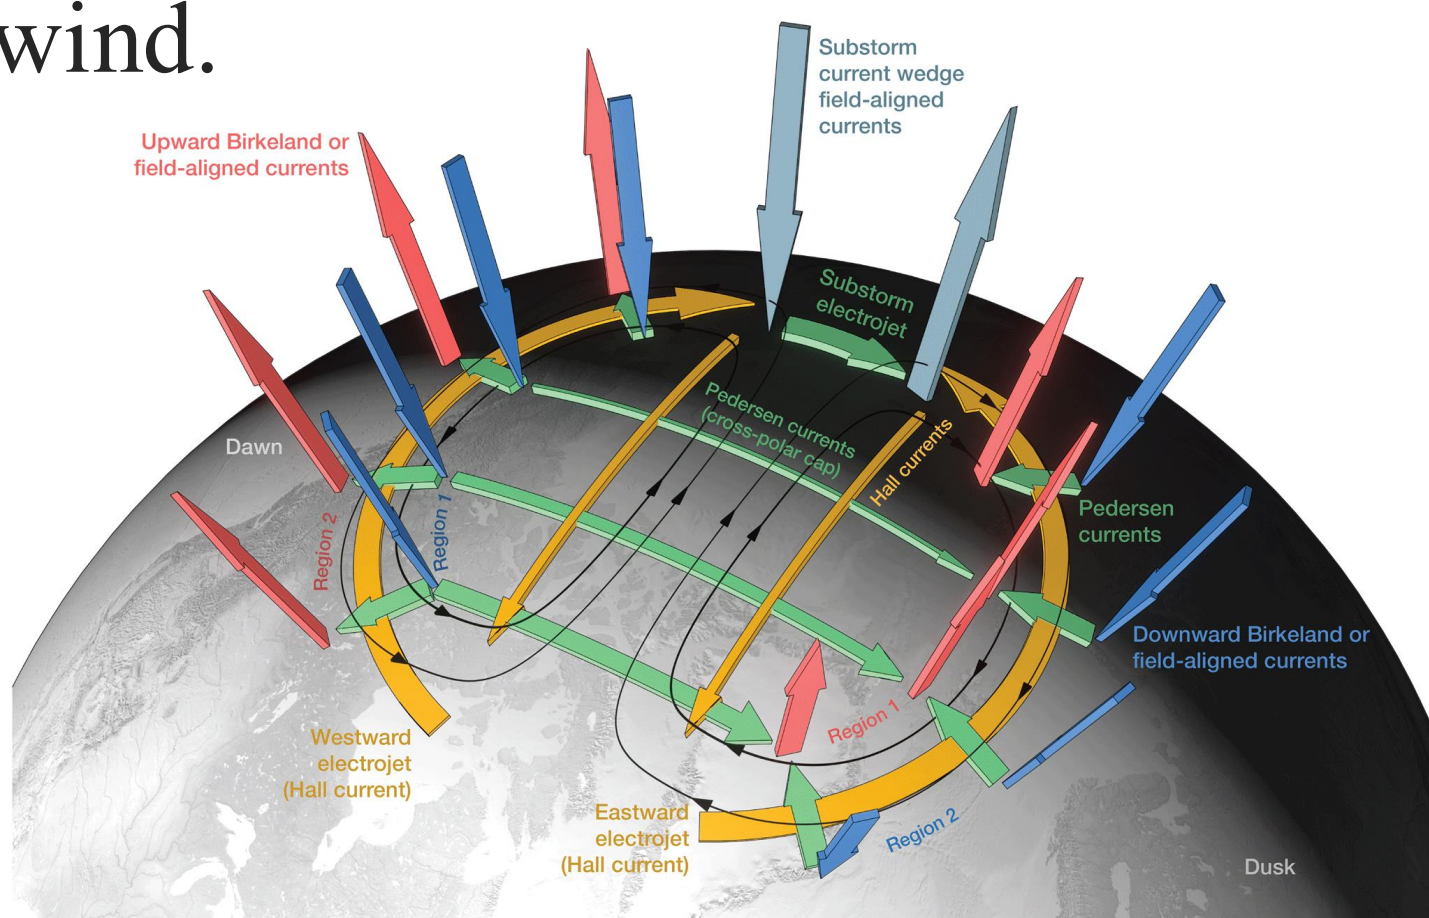 wind.
Substorm
current wedge
field-aligned
currents
Upward Birkeland or
field-aligned currents
Substorm
electrojet
Pedersen currents
(cross-polar cap)
Dawn
Hall currents
Region 2
Region 1
Pedersen
currents
Downward Birkeland or
field-aligned currents
Region 1
Westward
electrojet
(Hall current)
Eastward
electrojet
(Hall current)
Region 2
Dusk